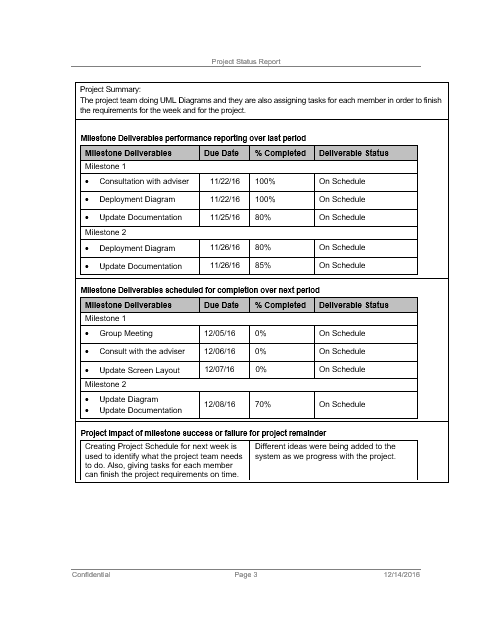 Project Status Report
Project Summary:
The project team doing UML Diagrams and they are also assigning tasks for each member in order to finish
the requirements for the week and for the project.
Milestone Deliverables performance reporting over last period
Milestone Deliverables Due Date % Completed Deliverable Status
Milestone 1
• Consultation with adviser 11/22/16 100% On Schedule
• Deployment Diagram 11/22/16 100% On Schedule
• Update Documentation 11/25/16 80% On Schedule
Milestone 2
• Deployment Diagram 11/26/16 80% On Schedule
• Update Documentation 11/26/16 85% On Schedule
Milestone Deliverables scheduled for completion over next period
Milestone Deliverables Due Date % Completed Deliverable Status
Milestone 1
• Group Meeting 12/05/16 0% On Schedule
• Consult with the adviser 12/06/16 0% On Schedule
• Update Screen Layout 12/07/16 0% On Schedule
Milestone 2
• Update Diagram
• Update Documentation 12/08/16 70% On Schedule
Project impact of milestone success or failure for project remainder
Creating Project Schedule for next week is
used to identify what the project team needs
to do. Also, giving tasks for each member
can finish the project requirements on time.
Different ideas were being added to the
system as we progress with the project.
Confidential Page 3 12/14/2016